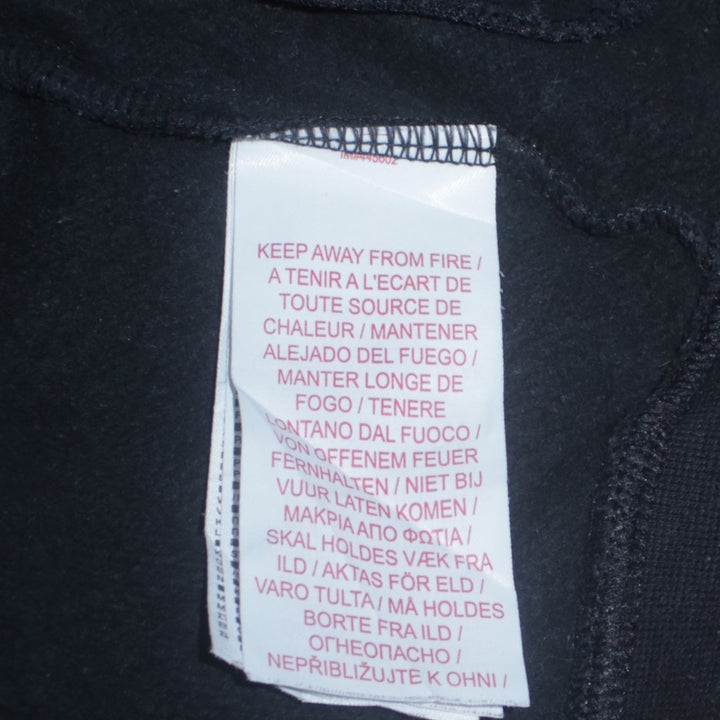 KEEP AWAY FROM FIRE /
A TENIR A L'ECART DE
TOUTE SOURCE DE
CHALEUR / MANTENER
ALEJADO DEL FUEGO /
MANTER LONGE DE
FOGO / TENERE
LONTANO DAL FUOCO /
VON OFFENEM FEUER
FERNHALTEN / NIET BIJ
VUUR LATEN KOMEN /
ΜΑΚΡΙΑ ΑΠΟ ΦΩΤΙΑ /
SKAL HOLDES VÆK FRA
ILD / AKTAS FÖR ELD /
VARO TULTA / MÅ HOLDES
BORTE FRA ILD /
ОГНЕОПАСНО /
NEPŘIBLIŽUJTE K OHNI /